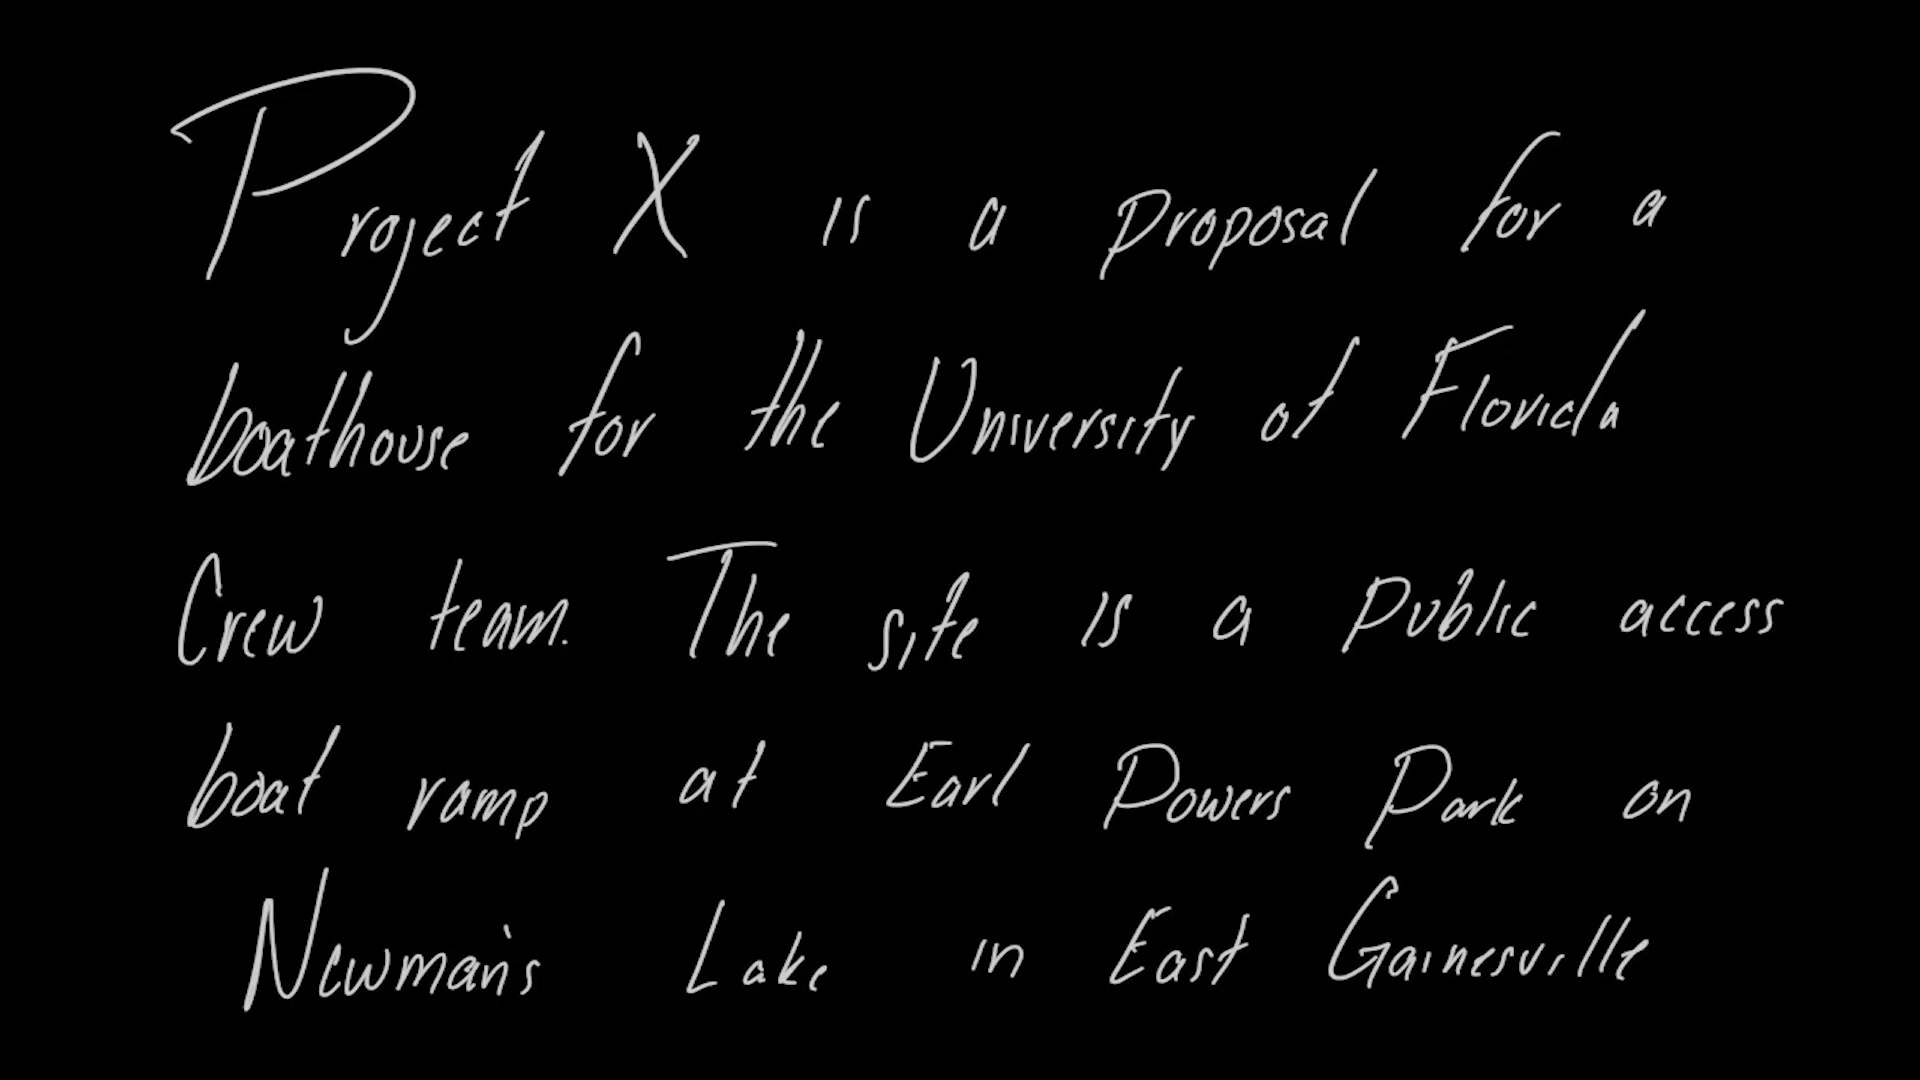 Project X is a proposal for a
boathouse for the University of Florida
Crew team. The site is a public access
boat ramp at Earl Powers Park on
Newman's Lake in East Gainesville